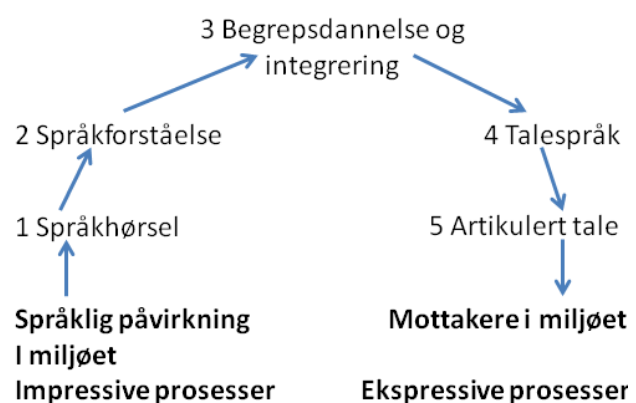 3 Begrepsdannelse og
integrering
2 Språkforståelse
4 Talespråk
1 Språkhørsel
5 Artikulert tale
Språklig påvirkning
I miljøet
Mottakere i miljøet
Impressive prosesser
Ekspressive prosesser